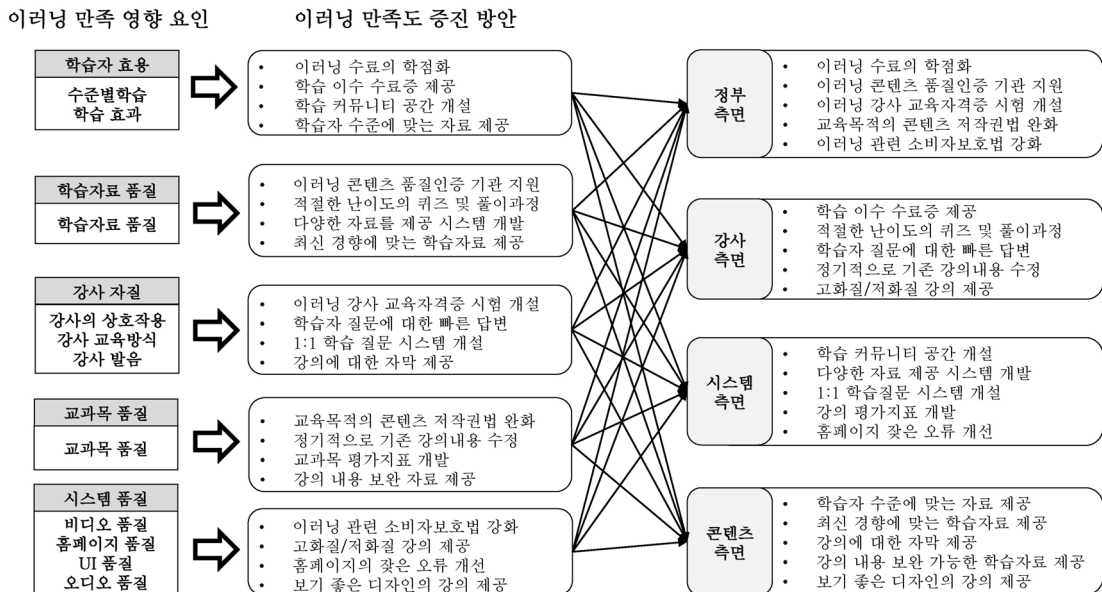 이러닝 만족 영향 요인
이러닝 만족도 증진 방안
학습자 효용
수준별학습
학습 효과
• 이러닝 수료의 학점화
• 학습 이수 수료증 제공
• 학습 커뮤니티 공간 개설
• 학습자 수준에 맞는 자료 제공
학습자료 품질
학습자료 품질
• 이러닝 콘텐츠 품질인증 기관 지원
• 적절한 난이도의 퀴즈 및 풀이과정
• 다양한 자료를 제공 시스템 개발
• 최신 경향에 맞는 학습자료 제공
강사 자질
강사의 상호작용
강사 교육방식
강사 발음
• 이러닝 강사 교육자격증 시험 개설
• 학습자 질문에 대한 빠른 답변
• 1:1 학습 질문 시스템 개설
• 강의에 대한 자막 제공
교과목 품질
교과목 품질
• 교육목적의 콘텐츠 저작권법 완화
• 정기적으로 기존 강의내용 수정
• 교과목 평가지표 개발
• 강의 내용 보완 자료 제공
시스템 품질
비디오 품질
홈페이지 품질
UI 품질
오디오 품질
• 이러닝 관련 소비자보호법 강화
• 고화질/저화질 강의 제공
• 홈페이지의 잦은 오류 개선
• 보기 좋은 디자인의 강의 제공
정부
측면
• 이러닝 수료의 학점화
• 이러닝 콘텐츠 품질인증 기관 지원
• 이러닝 강사 교육자격증 시험 개설
• 교육목적의 콘텐츠 저작권법 완화
• 이러닝 관련 소비자보호법 강화
강사
측면
• 학습 이수 수료증 제공
• 적절한 난이도의 퀴즈 및 풀이과정
• 학습자 질문에 대한 빠른 답변
• 정기적으로 기존 강의내용 수정
• 고화질/저화질 강의 제공
시스템
측면
• 학습 커뮤니티 공간 개설
• 다양한 자료 제공 시스템 개발
• 1:1 학습질문 시스템 개설
• 강의 평가지표 개발
• 홈페이지 잦은 오류 개선
콘텐츠
측면
• 학습자 수준에 맞는 자료 제공
• 최신 경향에 맞는 학습자료 제공
• 강의에 대한 자막 제공
• 강의 내용 보완 가능한 학습자료 제공
• 보기 좋은 디자인의 강의 제공